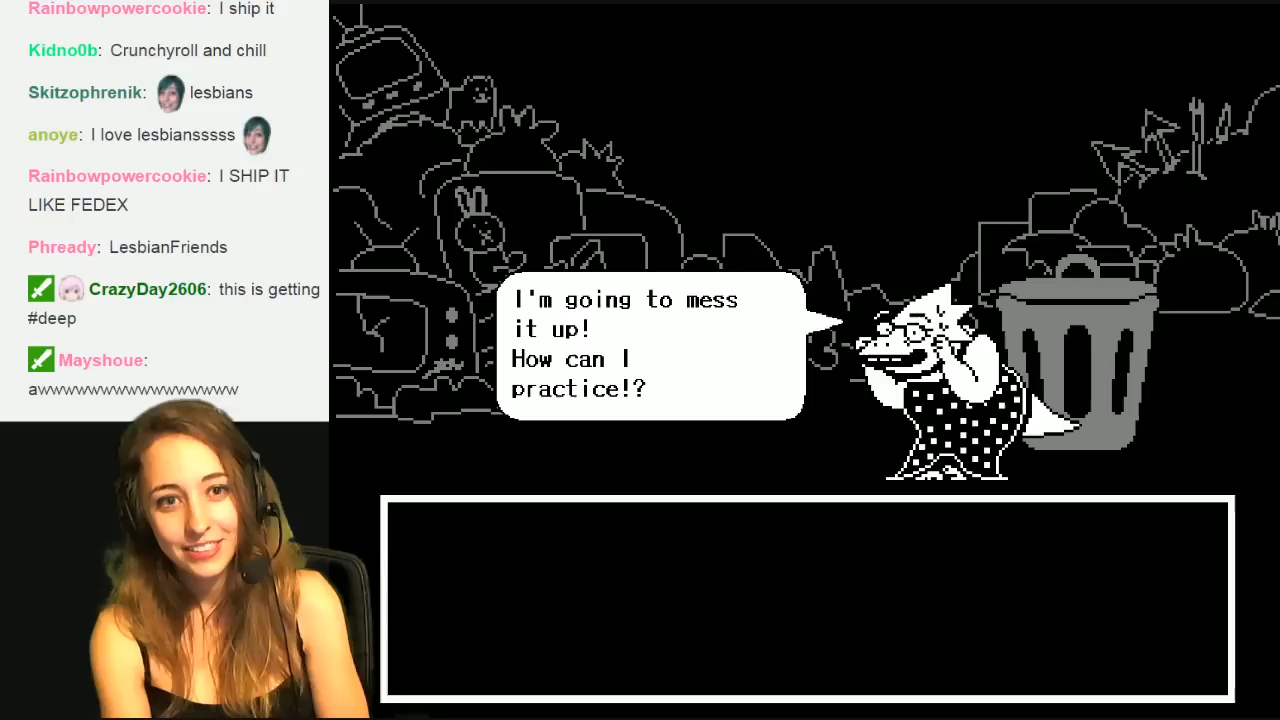 Rainbowpowercookie: I ship it
Kidno0b: Crunchyroll and chill
Skitzophrenik: lesbians
anoye: I love lesbiansssss
Rainbowpowercookie: I SHIP IT
LIKE FEDEX
Phready: LesbianFriends
CrazyDay2606: this is getting
#deep
Mayshoue:
awwwwwwwwwwwwwwww
I'm going to mess
it up!
How can I
practice!?